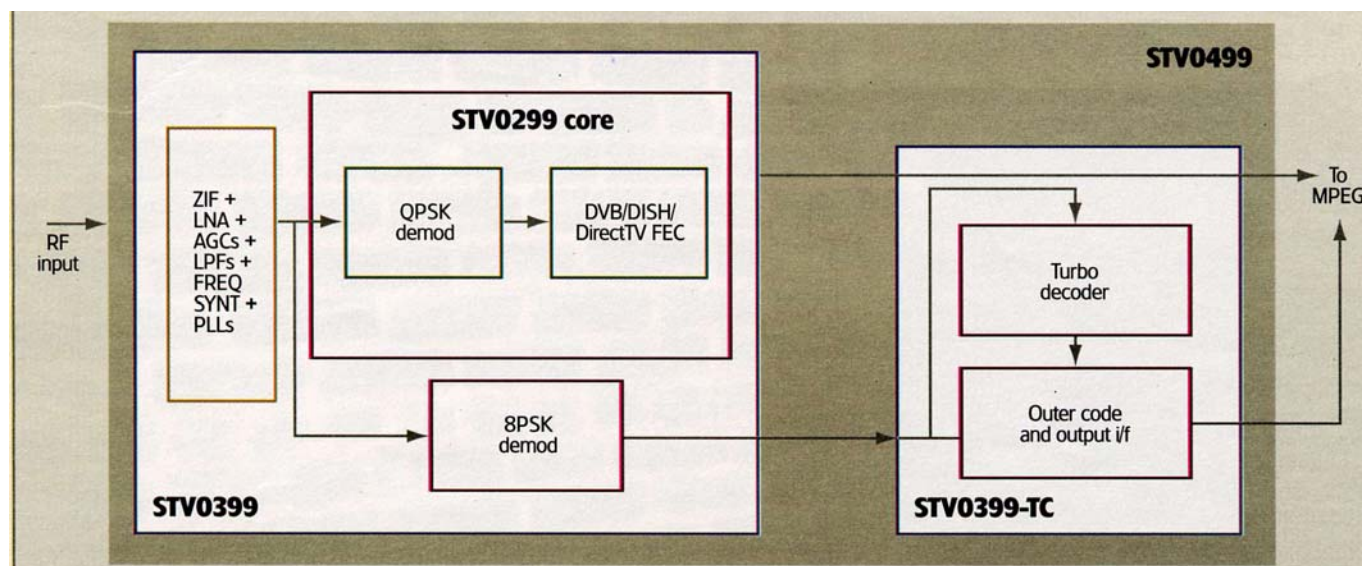 STV0499
STV0299 core
ZIF +
LNA +
AGCs +
LPFs +
FREQ
SYNT +
PLLs
QPSK
demod
DVB/DISH/
DirectTV FEC
To
MPEG
RF
input
Turbo
decoder
8PSK
demod
Outer code
and output i/f
STV0399
STV0399-TC